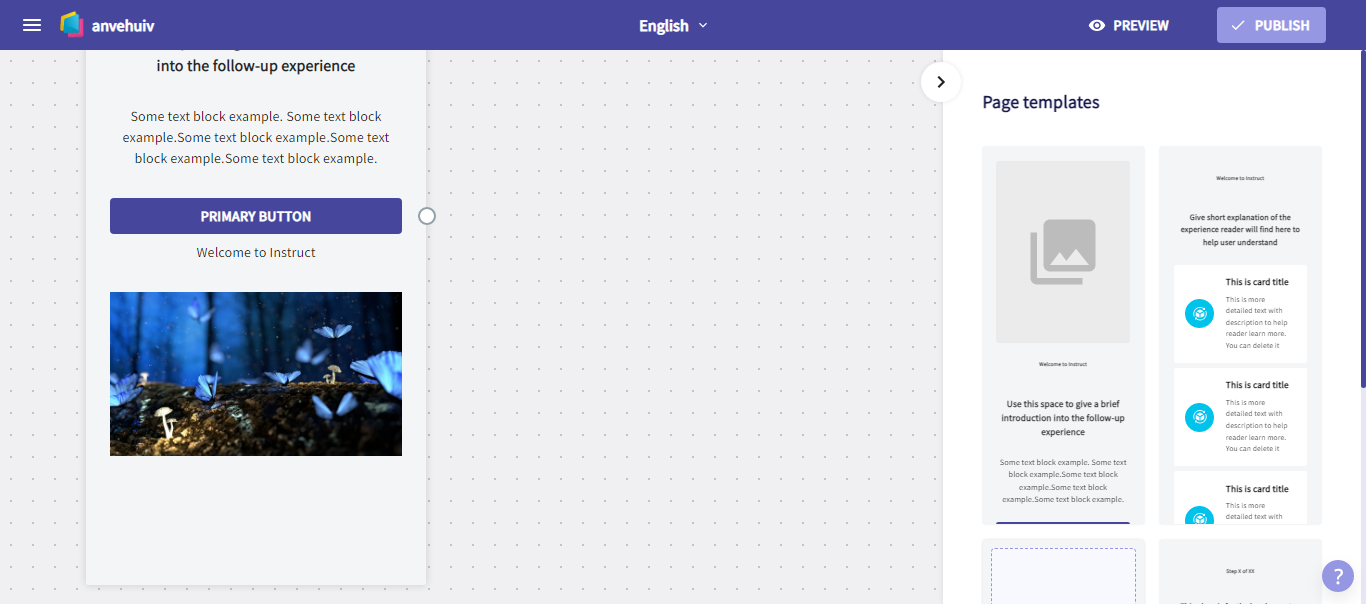 anvehuiv
English
PREVIEW
PUBLISH
into the follow-up experience
Some text block example. Some text block
example.Some text block example.Some text
block example.Some text block example.
PRIMARY BUTTON
Welcome to Instruct
Page templates
Welcome to Instruct
Use this space to give a brief
introduction into the follow-up
experience
Some text block example. Some text
block example.Some text block
example.Some text block
example.Some text block example.
Welcome to Instruct
Give short explanation of the
experience reader will find here to
help user understand
This is card title
This is more
detailed text with
description to help
reader learn more.
You can delete it
This is card title
This is more
detailed text with
description to help
reader learn more.
You can delete it
This is card title
This is more
detailed text with
Step X of XX
?